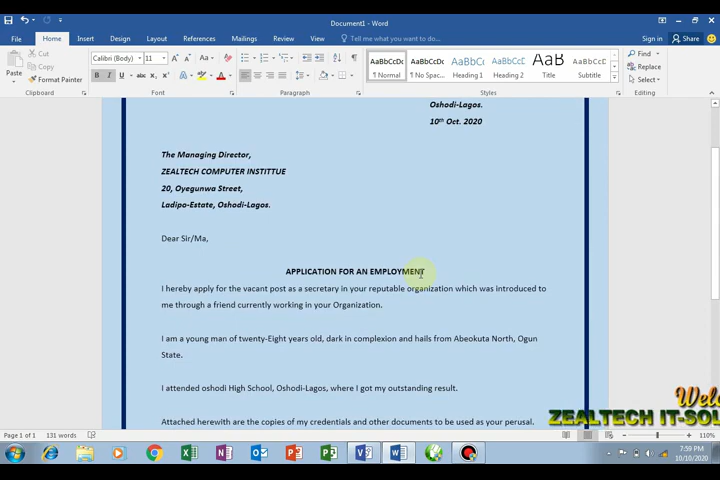 Document1 - Word
File
Home
Insert
Design
Layout
References
Mailings
Review
View
Tell me what you want to do...
Sign in
Share
Paste
Cut
Copy
Format Painter
Clipboard
Calibri (Body)
11
Font
Paragraph
AaBbCcDc
¶ Normal
AaBbCcDc
¶ No Spac...
AaBbC
Heading 1
AaBbCc
Heading 2
AaB
Title
AaBbCcD
Subtitle
Styles
Find
Replace
Select
Editing
Oshodi-Lagos.
10th Oct. 2020
The Managing Director,
ZEALTECH COMPUTER INSTITTUE
20, Oyegunwa Street,
Ladipo-Estate, Oshodi-Lagos.
Dear Sir/Ma,
APPLICATION FOR AN EMPLOYMENT
I hereby apply for the vacant post as a secretary in your reputable organization which was introduced to
me through a friend currently working in your Organization.
I am a young man of twenty-Eight years old, dark in complexion and hails from Abeokuta North, Ogun
State.
I attended oshodi High School, Oshodi-Lagos, where I got my outstanding result.
Attached herewith are the copies of my credentials and other documents to be used as your perusal.
Welc
ZEALTECH IT-SOL
Page 1 of 1
131 words
110%
7:59 PM
10/10/2020